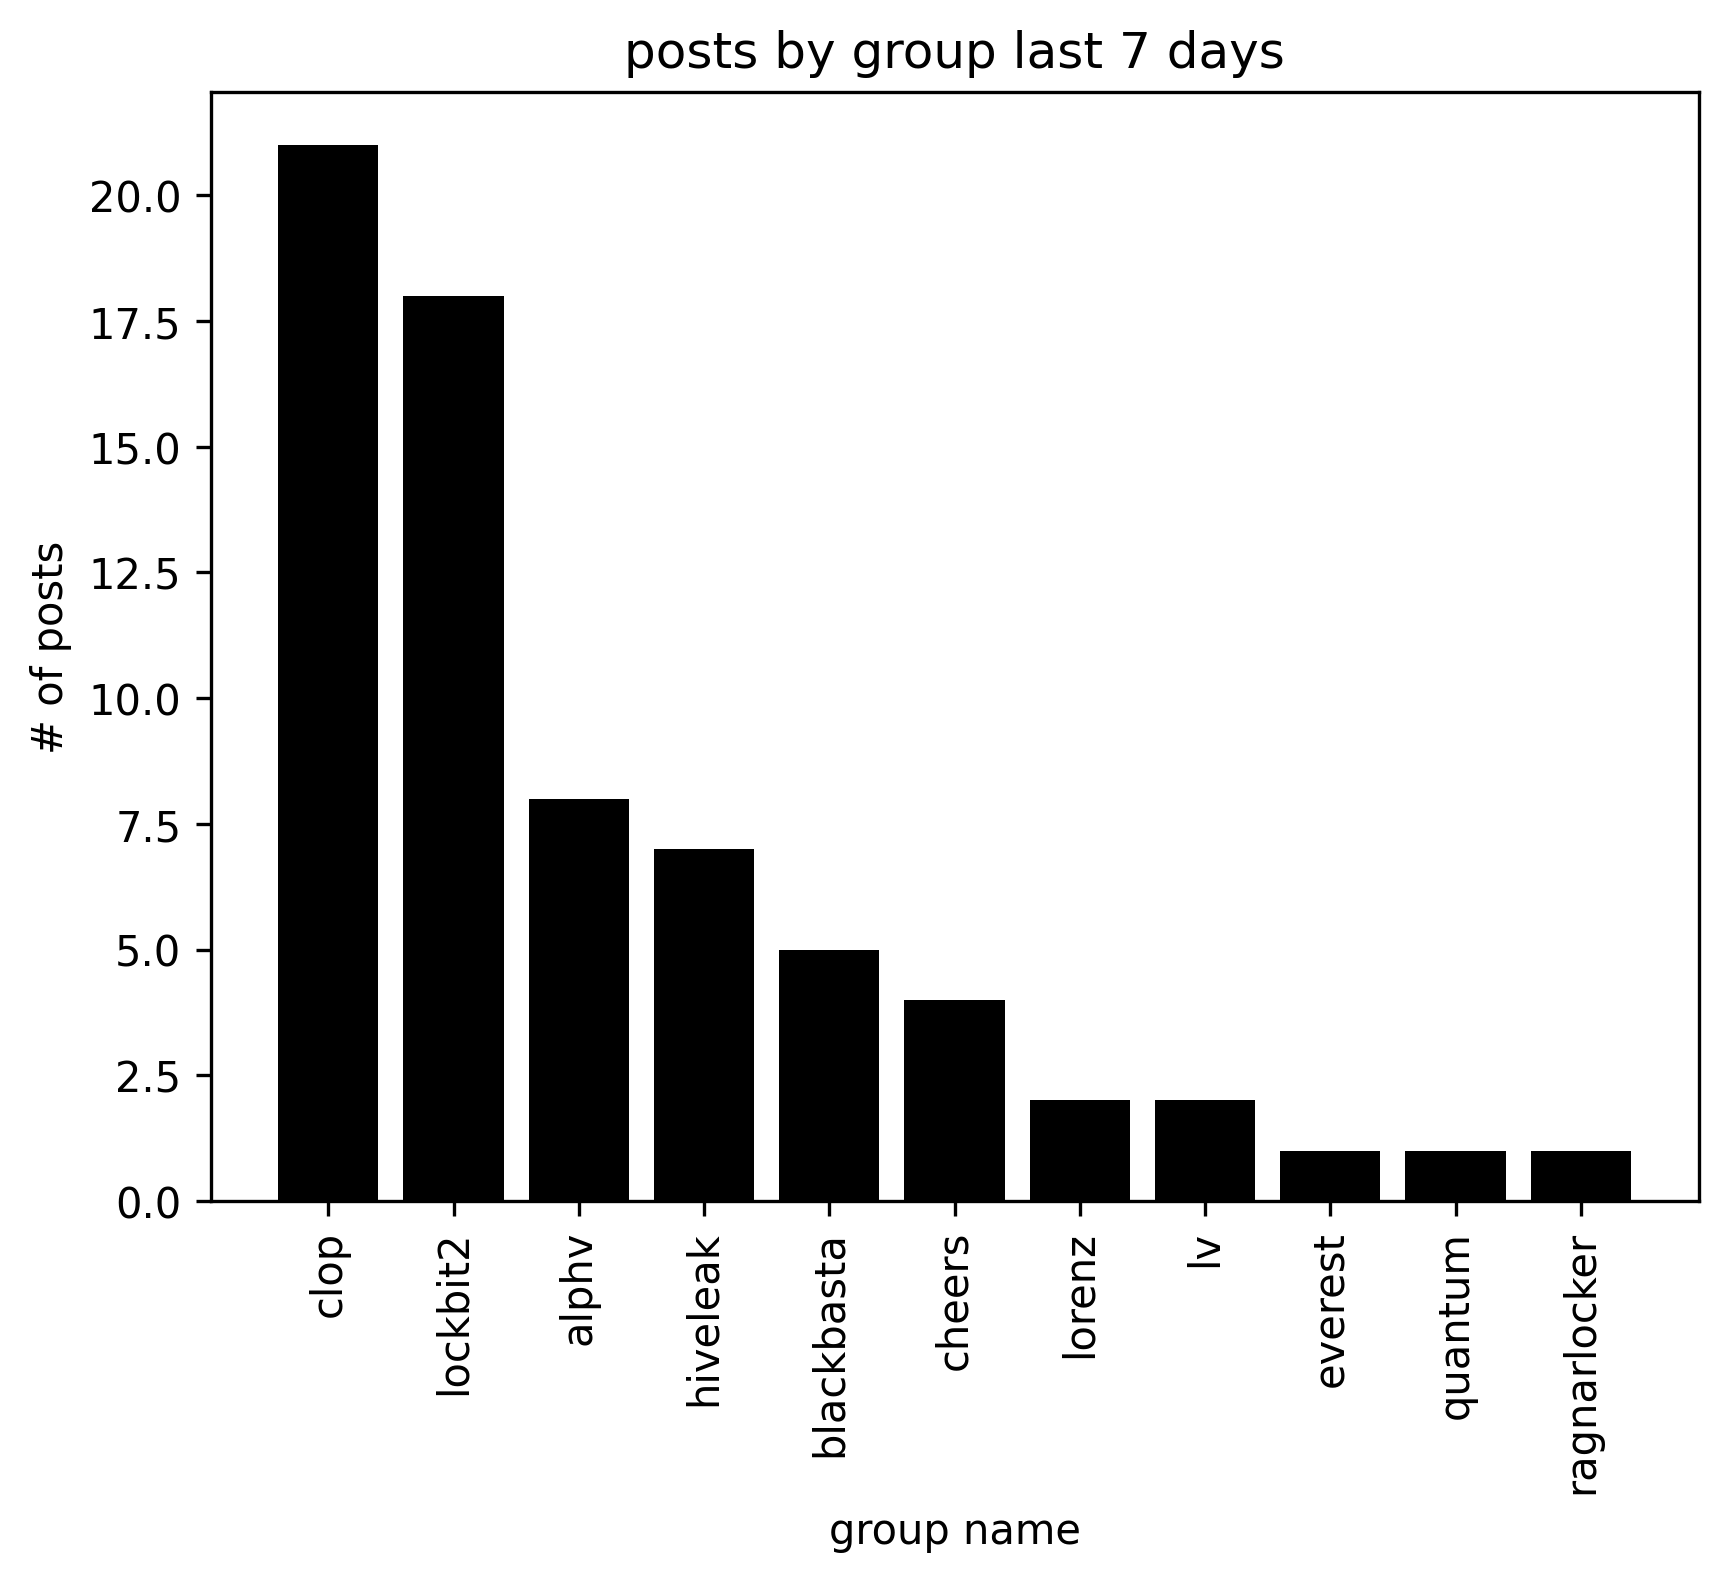 posts by group last 7 days
# of posts
20.0
17.5
15.0
12.5
10.0
7.5
5.0
2.5
0.0
clop
lockbit2
alphv
hiveleak
blackbasta
cheers
lorenz
lv
everest
quantum
ragnarlocker
group name